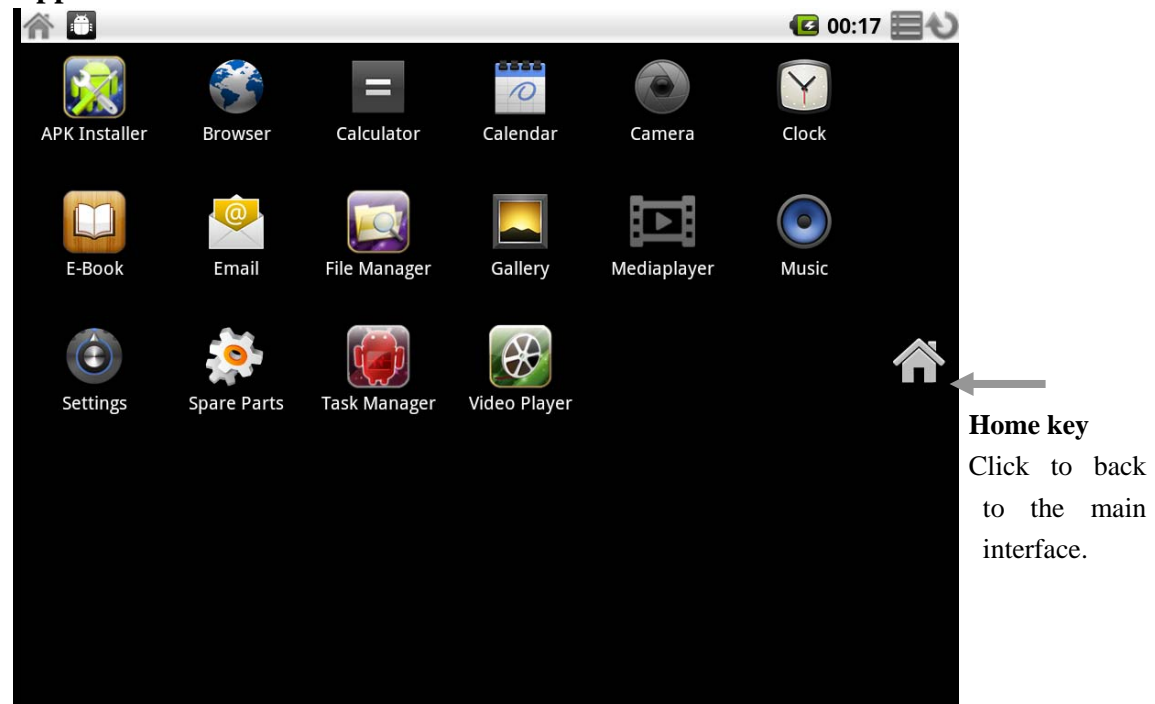 00:17
APK Installer Browser Calculator Calendar Camera Clock
@
E-Book Email File Manager Gallery Mediaplayer Music
Settings Spare Parts Task Manager Video Player
Home key
Click to back
to the main
interface.